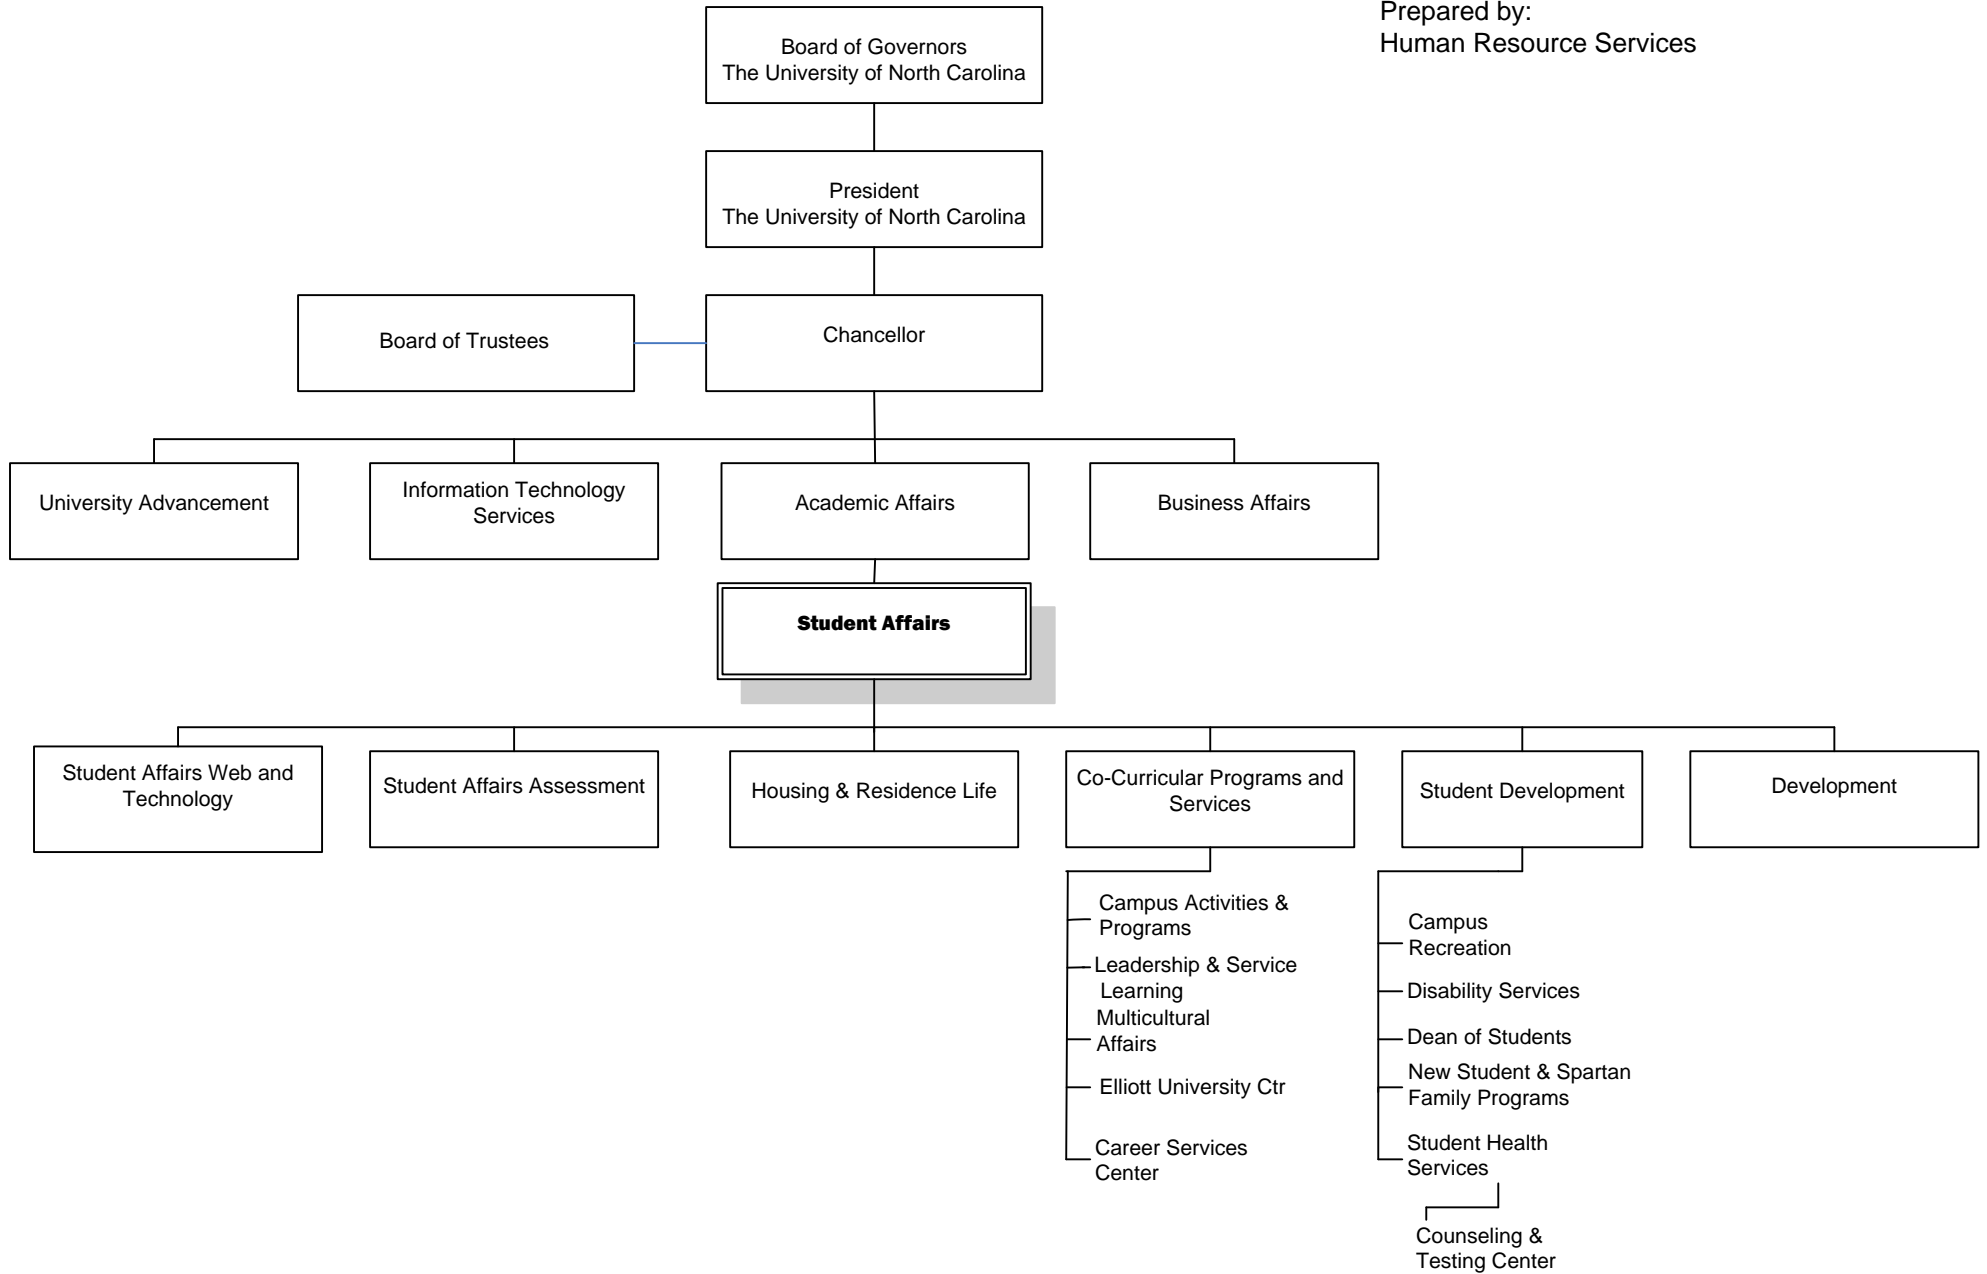 Prepared by:
Human Resource Services
Board of Governors
The University of North Carolina
President
The University of North Carolina
Board of Trustees
Chancellor
University Advancement
Information Technology
Services
Academic Affairs
Business Affairs
Student Affairs
Student Affairs Web and
Technology
Student Affairs Assessment
Housing & Residence Life
Co-Curricular Programs and
Services
Student Development
Development
Campus Activities &
Programs
Leadership & Service
Learning
Multicultural
Affairs
Elliott University Ctr
Career Services
Center
Campus
Recreation
Disability Services
Dean of Students
New Student & Spartan
Family Programs
Student Health
Services
Counseling &
Testing Center